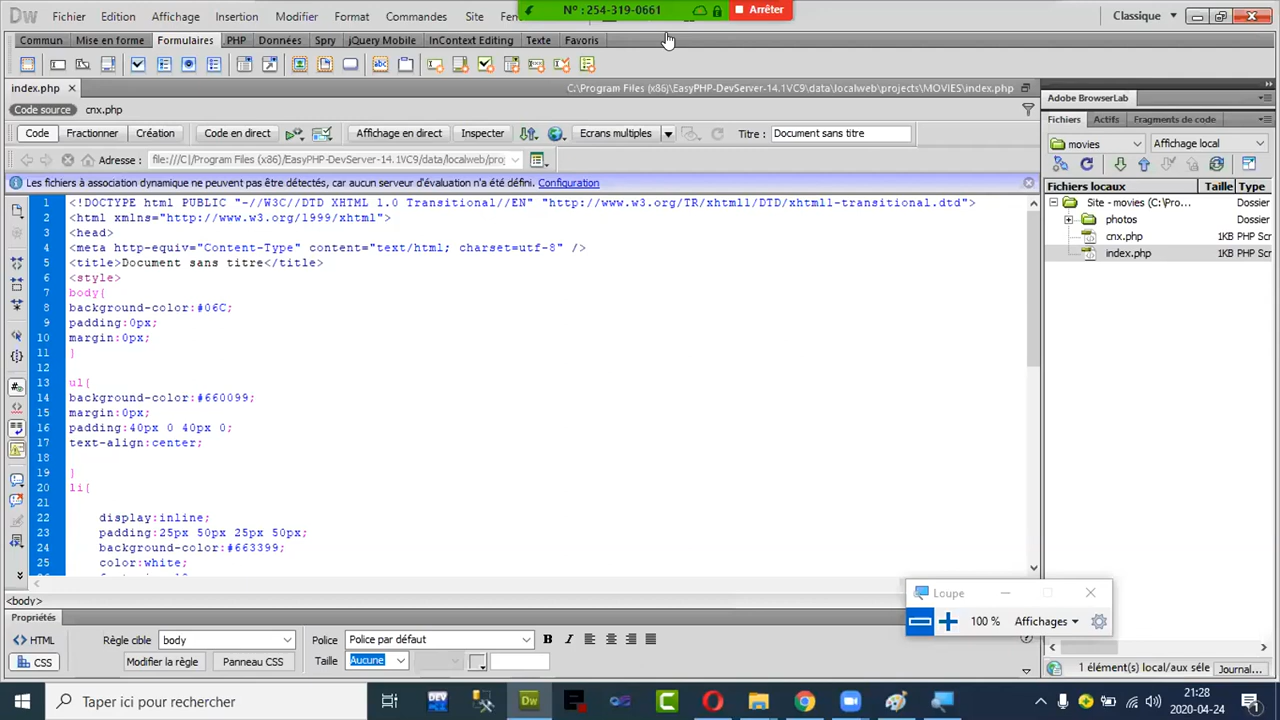 Dw Fichier Edition Affichage Insertion Modifier Format Commandes Site N° : 254-319-0661 Arrêter Classique
Commun Mise en forme Formulaires PHP Données Spry jQuery Mobile InContext Editing Texte Favoris
index.php C:\Program Files (x86)\EasyPHP-DevServer-14.1VC9\data\localweb\projects\MOVIES\index.php
Code source cnx.php
Code Fractionner Création Code en direct Affichage en direct Inspecter Ecrans multiples Titre : Document sans titre
Adresse : file:///C|/Program Files (x86)/EasyPHP-DevServer-14.1VC9/data/localweb/proj
Les fichiers à association dynamique ne peuvent pas être détectés, car aucun serveur d'évaluation n'a été défini. Configuration
1 <!DOCTYPE html PUBLIC "-//W3C//DTD XHTML 1.0 Transitional//EN" "http://www.w3.org/TR/xhtml1/DTD/xhtml1-transitional.dtd">
2 <html xmlns="http://www.w3.org/1999/xhtml">
3 <head>
4 <meta http-equiv="Content-Type" content="text/html; charset=utf-8" />
5 <title>Document sans titre</title>
6 <style>
7 body{
8 background-color:#06C;
9 padding:0px;
10 margin:0px;
11 }
12
13 ul{
14 background-color:#660099;
15 margin:0px;
16 padding:40px 0 40px 0;
17 text-align:center;
18
19 }
20 li{
21
22 display:inline;
23 padding:25px 50px 25px 50px;
24 background-color:#663399;
25 color:white;
<body>
Adobe BrowserLab
Fichiers Actifs Fragments de code
movies Affichage local
Fichiers locaux Taille Type
Site - movies (C:\Pro... Dossier
photos Dossier
cnx.php 1KB PHP Scr
index.php 1KB PHP Scr
Loupe
100 % Affichages
1 élément(s) local/aux séle Journal...
Propriétés
HTML Règle cible body Police Police par défaut B I
CSS Modifier la règle Panneau CSS Taille Aucune
Taper ici pour rechercher DEV Dw 21:28
2020-04-24